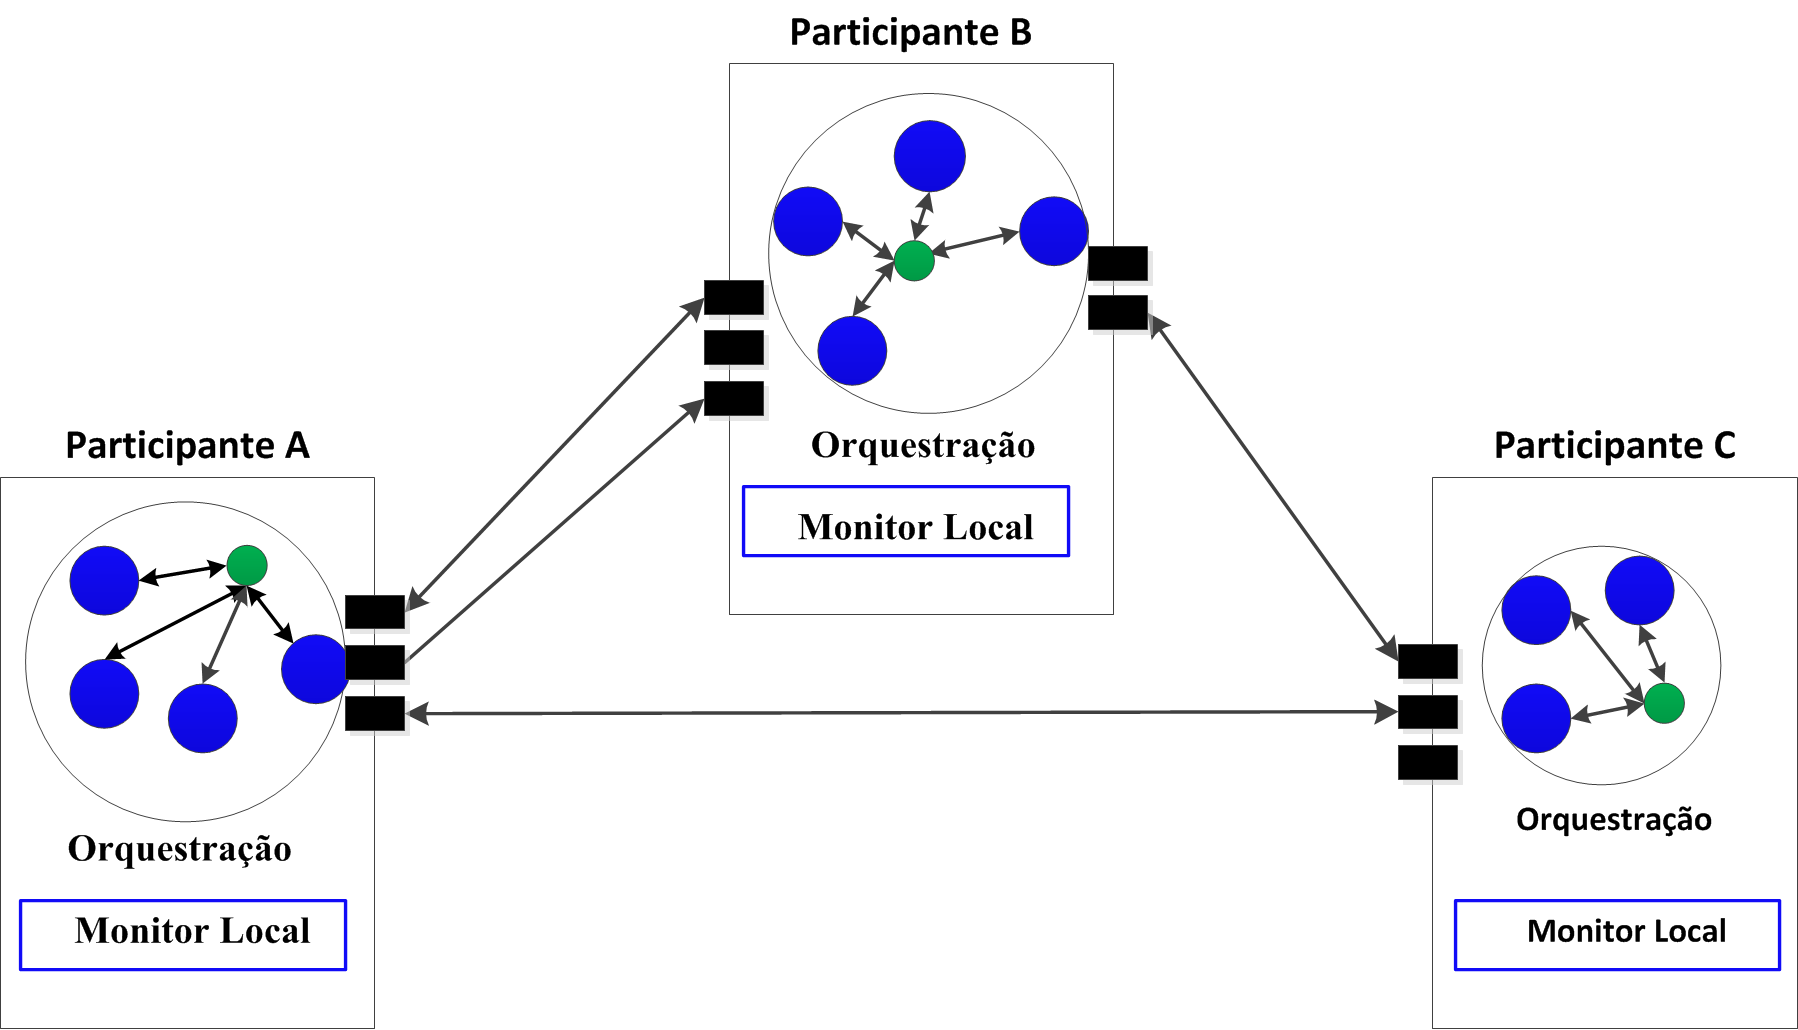 Participante B
Orquestração
Monitor Local
Participante A
Orquestração
Monitor Local
Participante C
Orquestração
Monitor Local